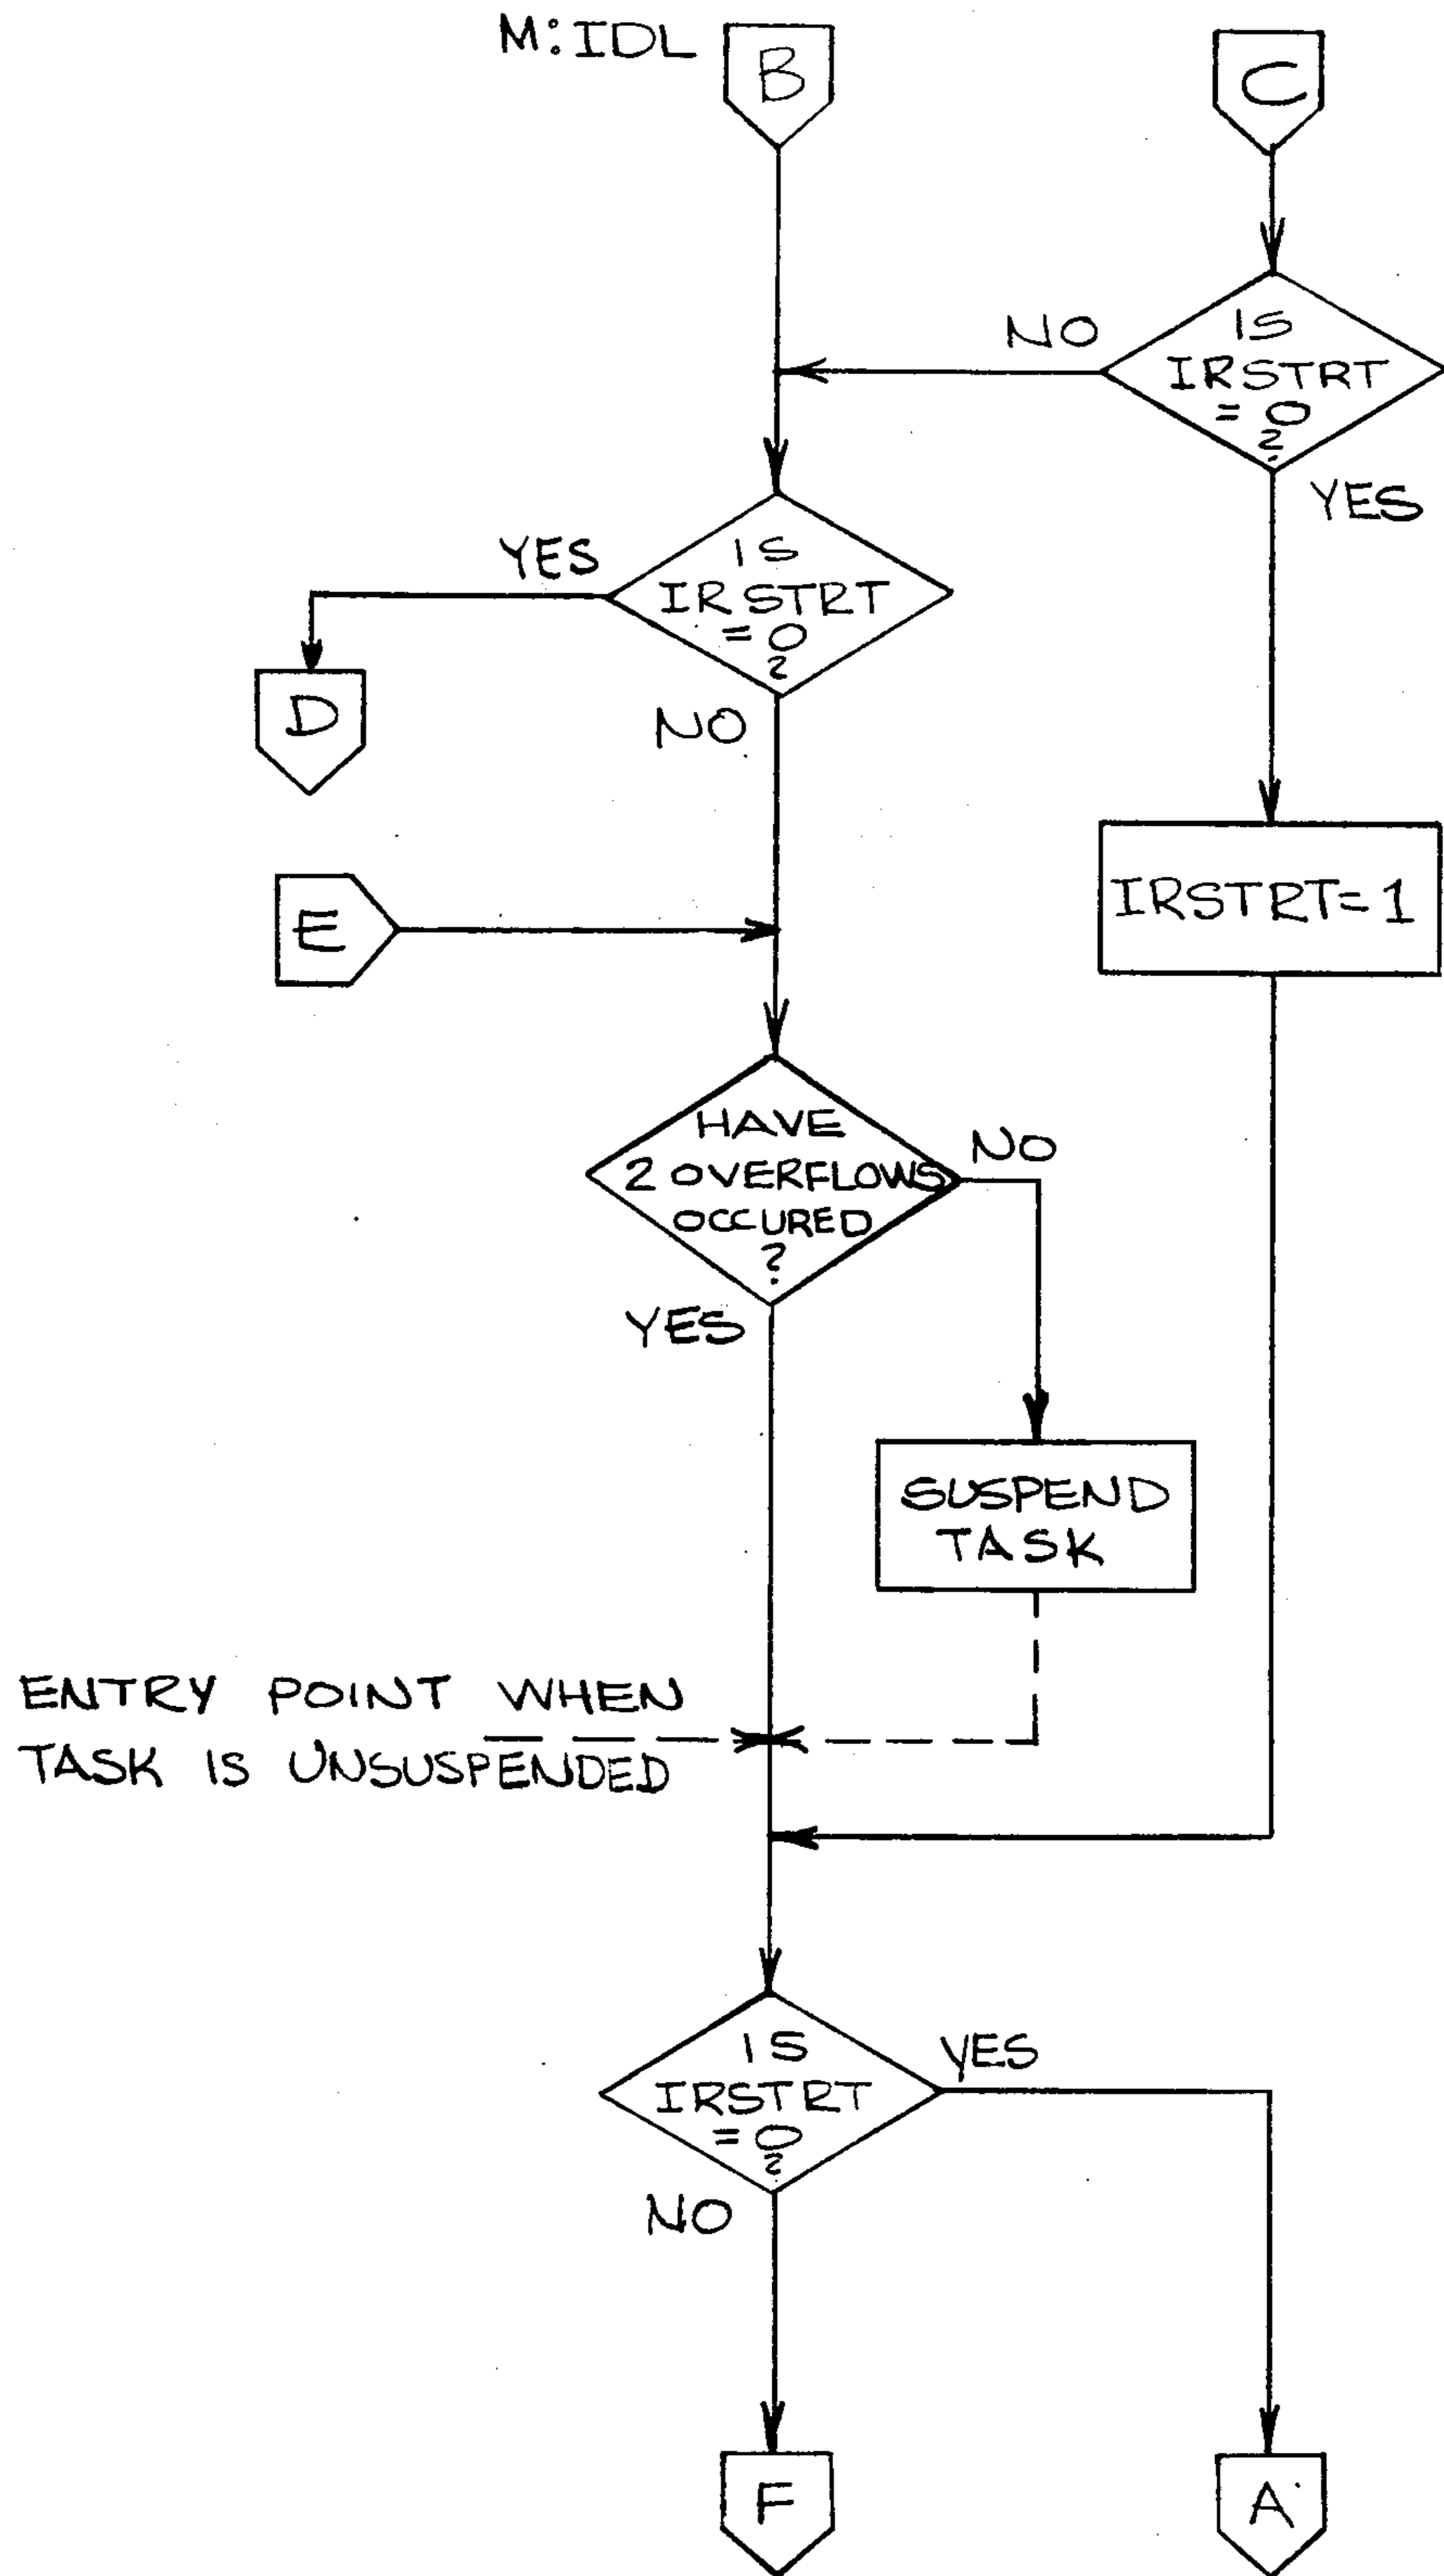 M:IDL
B
C
NO
IS
IRSTRT
= 0
?
YES
YES
IS
IRSTRT
= 0
?
D
NO
E
IRSTRT=1
HAVE
2 OVERFLOWS
OCCURED
?
NO
YES
SUSPEND
TASK
ENTRY POINT WHEN
TASK IS UNSUSPENDED
IS
IRSTRT
= 0
?
YES
NO
F
A